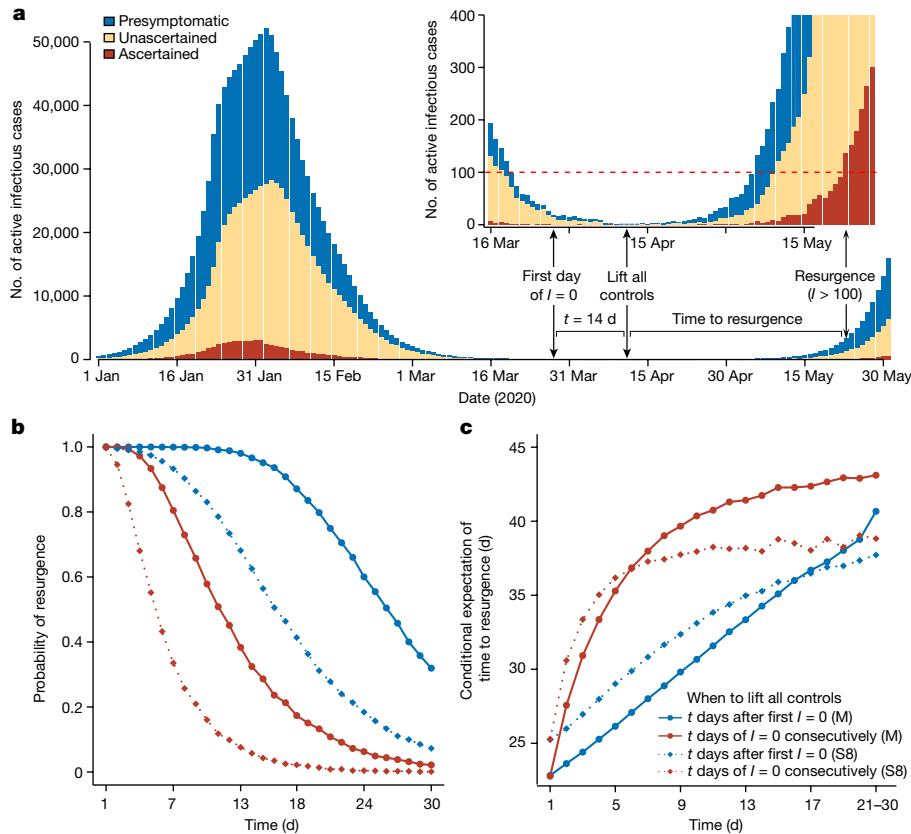 a
Presymptomatic
Unascertained
Ascertained
No. of active infectious cases
50,000
40,000
30,000
20,000
10,000
0
1 Jan
16 Jan
31 Jan
15 Feb
1 Mar
16 Mar
31 Mar
15 Apr
30 Apr
15 May
30 May
Date (2020)
No. of active infectious cases
400
300
200
100
0
16 Mar
15 Apr
15 May
First day
of I = 0
Lift all
controls
Resurgence
(I > 100)
t = 14 d
Time to resurgence
b
Probability of resurgence
1.0
0.8
0.6
0.4
0.2
0
1
7
13
18
24
30
Time (d)
c
Conditional expectation of
time to resurgence (d)
45
40
35
30
25
When to lift all controls
t days after first I = 0 (M)
t days of I = 0 consecutively (M)
t days after first I = 0 (S8)
t days of I = 0 consecutively (S8)
1
5
9
13
17
21–30
Time (d)